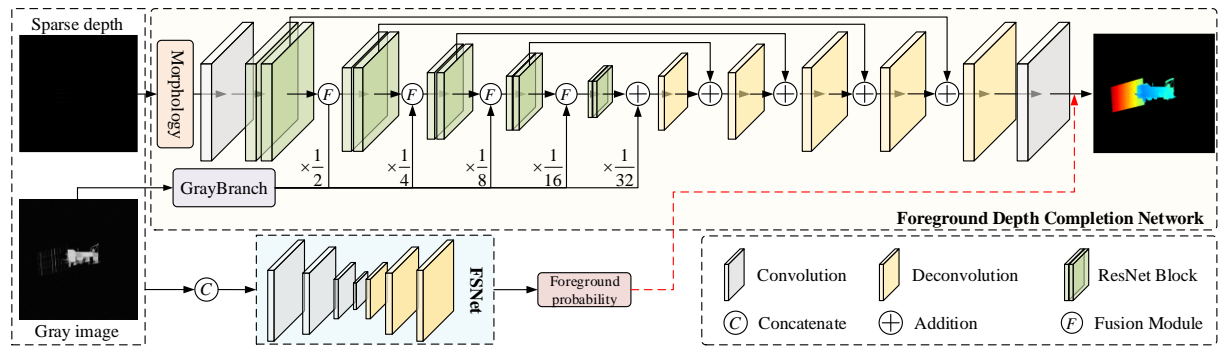 Sparse depth
Morphology
F
F
F
F
×1/2
×1/4
×1/8
×1/16
×1/32
GrayBranch
Foreground Depth Completion Network
Gray image
C
FSNet
Foreground
probability
Convolution
Deconvolution
ResNet Block
C
Concatenate
Addition
F
Fusion Module